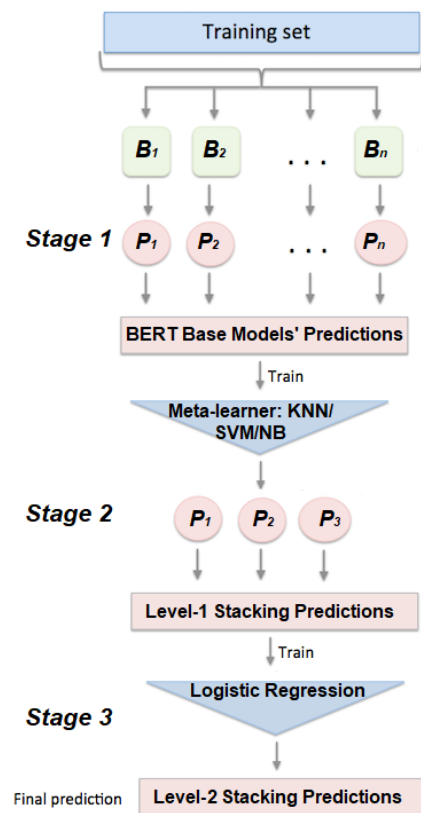 Training set
B1 B2 . . . Bn
Stage 1
P1 P2 . . . Pn
BERT Base Models' Predictions
Train
Meta-learner: KNN/
SVM/NB
Stage 2
P1 P2 P3
Level-1 Stacking Predictions
Train
Logistic Regression
Stage 3
Final prediction
Level-2 Stacking Predictions